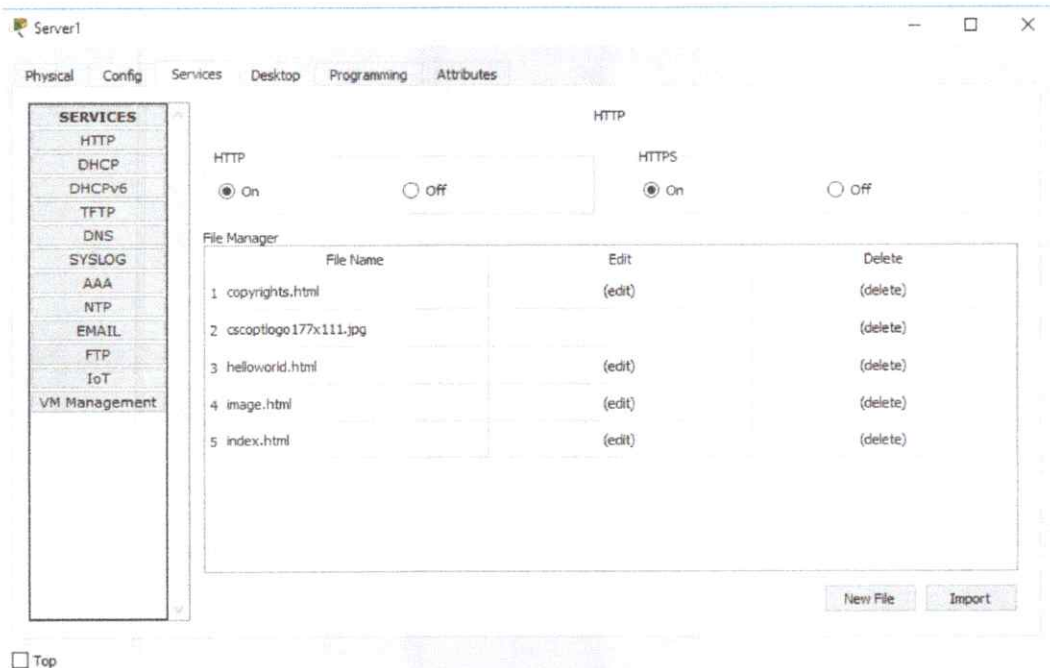 Server1
Physical Config Services Desktop Programming Attributes
SERVICES
HTTP
DHCP
DHCPv6
TFTP
DNS
SYSLOG
AAA
NTP
EMAIL
FTP
IoT
VM Management
HTTP
HTTP
On Off
HTTPS
On Off
File Manager
File Name Edit Delete
1 copyrights.html (edit) (delete)
2 cscoptlogo177x111.jpg (delete)
3 helloworld.html (edit) (delete)
4 image.html (edit) (delete)
5 index.html (edit) (delete)
New File Import
Top